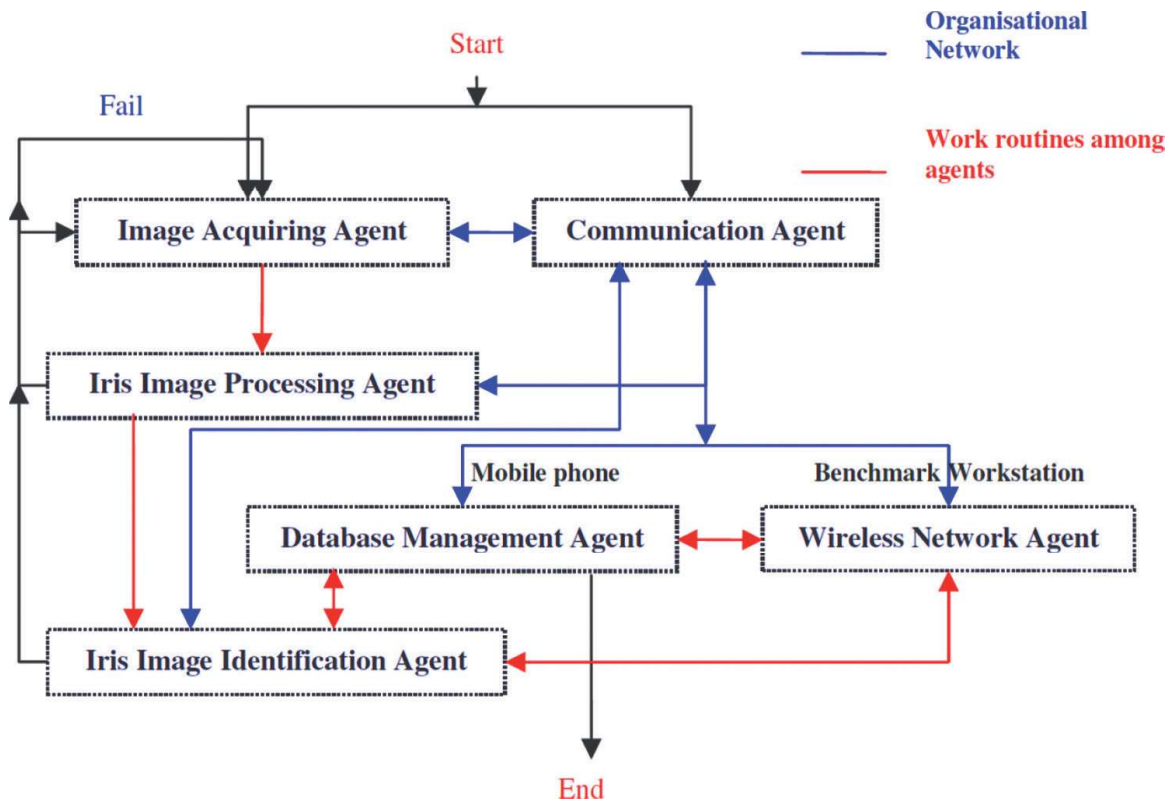 Organisational
Network
Start
Fail
Work routines among
agents
Image Acquiring Agent
Communication Agent
Iris Image Processing Agent
Mobile phone
Benchmark Workstation
Database Management Agent
Wireless Network Agent
Iris Image Identification Agent
End